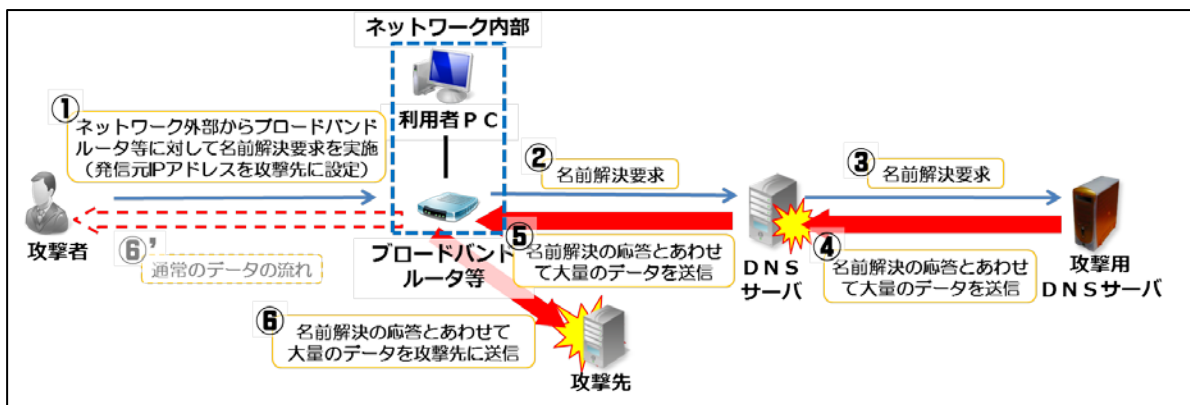 ネットワーク内部
利用者PC
①
ネットワーク外部からブロードバンド
ルータ等に対して名前解決要求を実施
（発信元IPアドレスを攻撃先に設定）
②
名前解決要求
③
名前解決要求
攻撃者
⑥’
通常のデータの流れ
ブロードバンド
ルータ等
⑤
名前解決の応答とあわせ
て大量のデータを送信
DNS
サーバ
④
名前解決の応答とあわせ
て大量のデータを送信
攻撃用
DNSサーバ
⑥
名前解決の応答とあわせて
大量のデータを攻撃先に送信
攻撃先